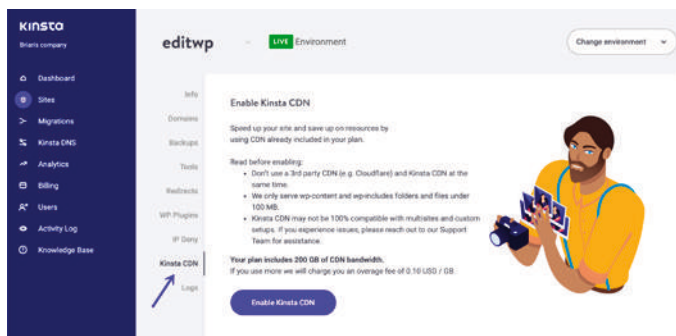 KINSTA
Brian's company
Dashboard
Sites
Migrations
Kinsta DNS
Analytics
Billing
Users
Activity Log
Knowledge Base
editwp
LIVE Environment
Change environment
Info
Domains
Backups
Tools
Redirects
WP Plugins
IP Deny
Kinsta CDN
Logs
Enable Kinsta CDN
Speed up your site and save up on resources by
using CDN already included in your plan.
Read before enabling:
• Don't use a 3rd party CDN (e.g. Cloudflare) and Kinsta CDN at the
same time.
• We only serve wp-content and wp-includes folders and files under
100 MB.
• Kinsta CDN may not be 100% compatible with multisites and custom
setups. If you experience issues, please reach out to our Support
Team for assistance.
Your plan includes 200 GB of CDN bandwidth.
If you use more we will charge you an overage fee of 0.10 USD / GB.
Enable Kinsta CDN